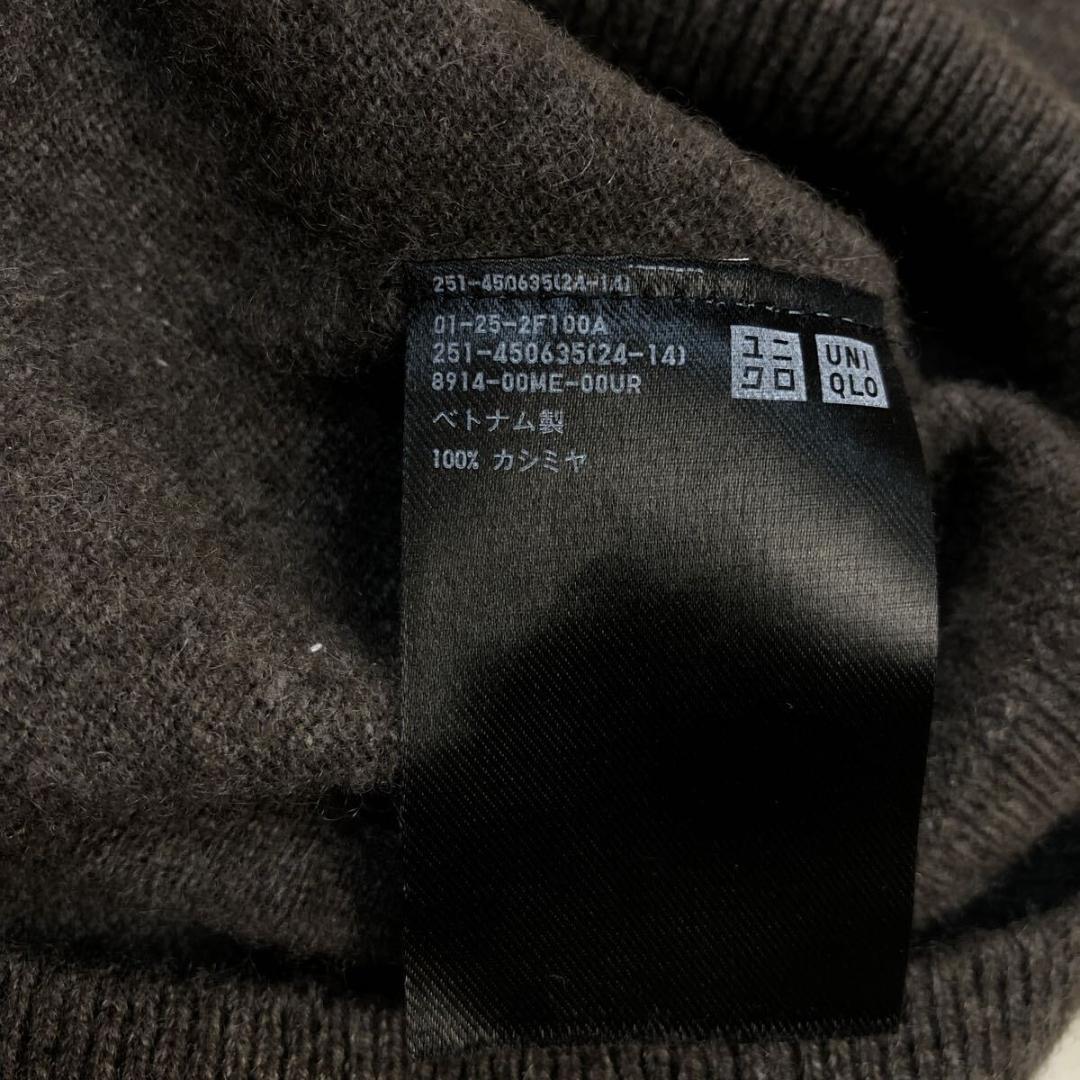 251-450635(24-14)
01-25-2F100A
251-450635(24-14)
8914-00ME-00UR
ベトナム製
100% カシミヤ
ユニ
クロ
UNI
QLO